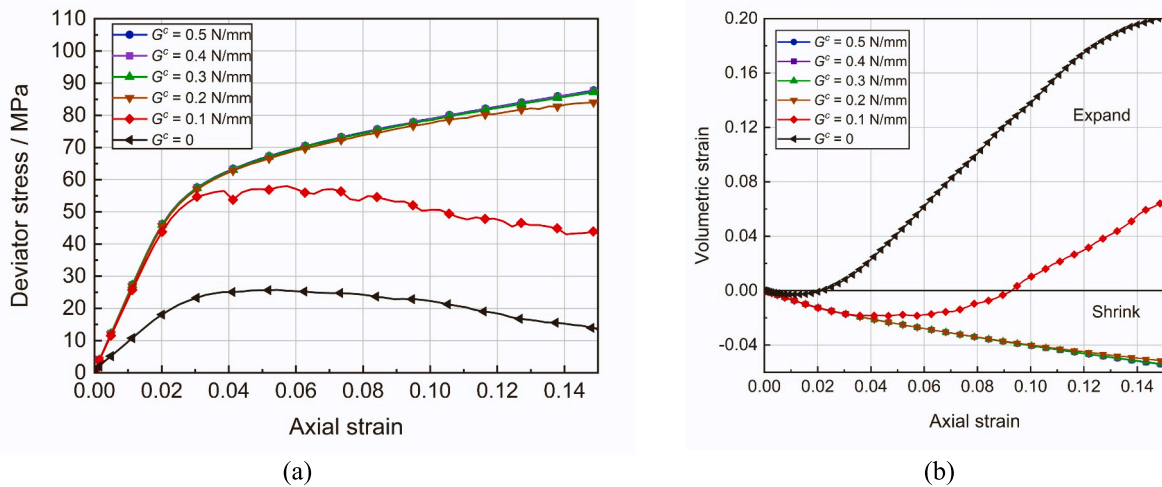 110
100
90
80
70
60
50
40
30
20
10
0
Deviator stress / MPa
G^c = 0.5 N/mm
G^c = 0.4 N/mm
G^c = 0.3 N/mm
G^c = 0.2 N/mm
G^c = 0.1 N/mm
G^c = 0
0.00 0.02 0.04 0.06 0.08 0.10 0.12 0.14
Axial strain
(a)
0.20
0.16
0.12
0.08
0.04
0.00
-0.04
Volumetric strain
G^c = 0.5 N/mm
G^c = 0.4 N/mm
G^c = 0.3 N/mm
G^c = 0.2 N/mm
G^c = 0.1 N/mm
G^c = 0
Expand
Shrink
0.00 0.02 0.04 0.06 0.08 0.10 0.12 0.14
Axial strain
(b)